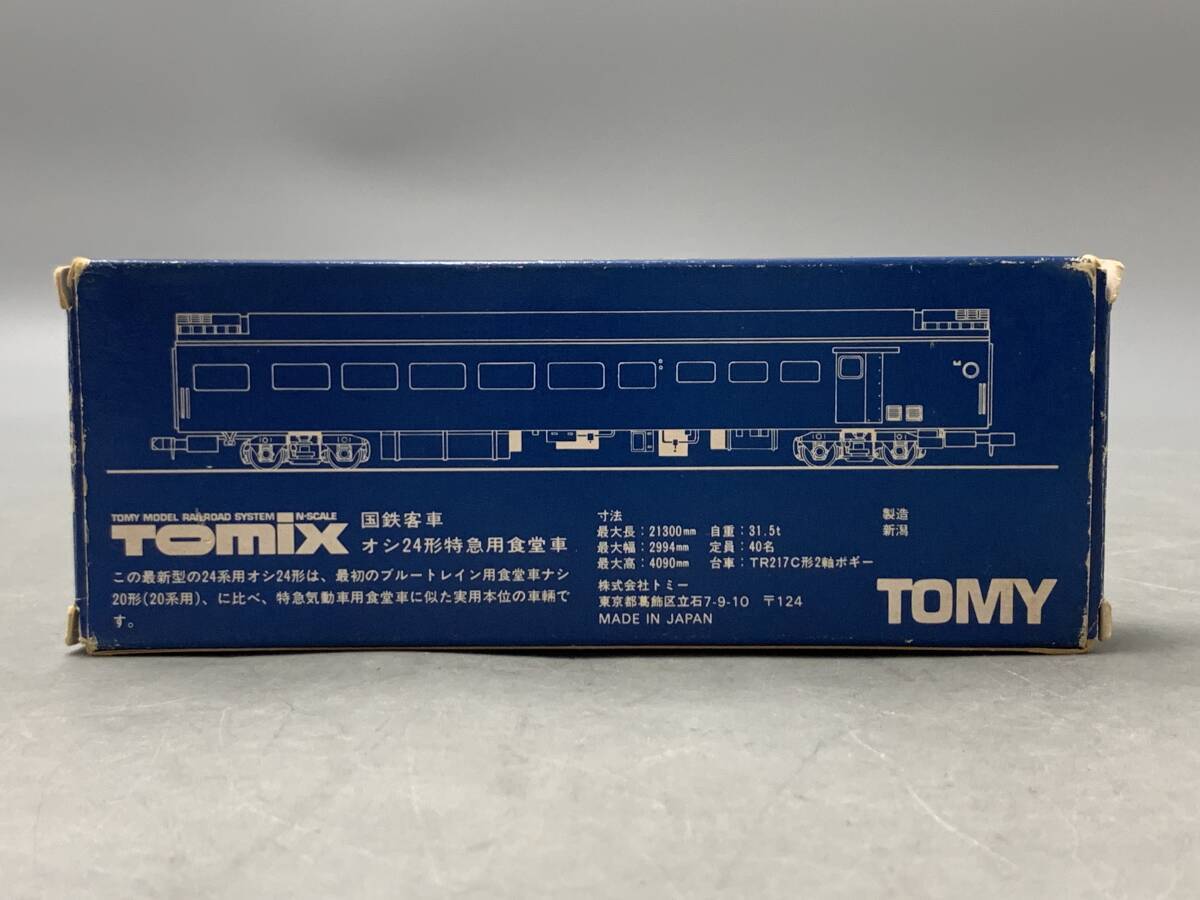 TOMY MODEL RAILROAD SYSTEM N-SCALE
TOMIX
国鉄客車
オシ24形特急用食堂車
この最新型の24系用オシ24形は、最初のブルートレイン用食堂車ナシ
20形(20系用)、に比べ、特急気動車用食堂車に似た実用本位の車輌で
す。
寸法
最大長:21300mm 自重:31.5t
最大幅:2994mm 定員:40名
最大高:4090mm 台車:TR217C形2軸ボギー
株式会社トミー
東京都葛飾区立石7-9-10 〒124
MADE IN JAPAN
製造
新潟
TOMY